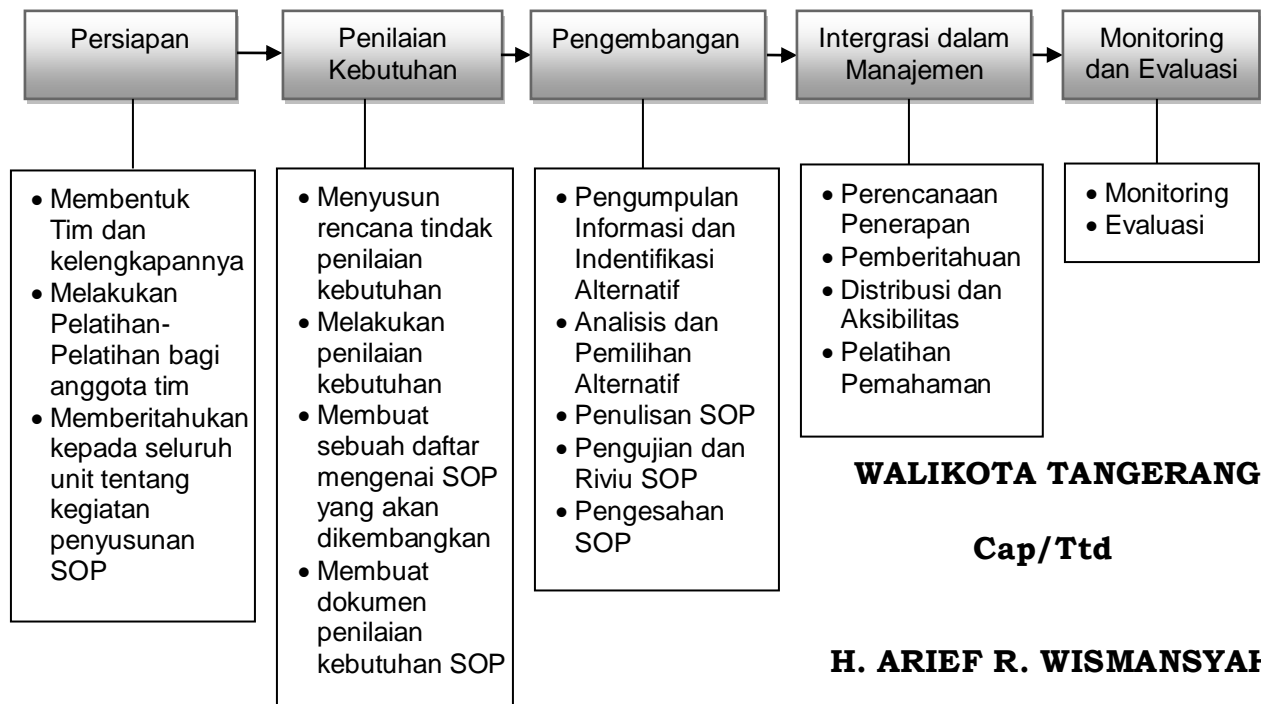 Persiapan
Penilaian
Kebutuhan
Pengembangan
Intergrasi dalam
Manajemen
Monitoring
dan Evaluasi
• Membentuk
Tim dan
kelengkapannya
• Melakukan
Pelatihan-
Pelatihan bagi
anggota tim
• Memberitahukan
kepada seluruh
unit tentang
kegiatan
penyusunan
SOP
• Menyusun
rencana tindak
penilaian
kebutuhan
• Melakukan
penilaian
kebutuhan
• Membuat
sebuah daftar
mengenai SOP
yang akan
dikembangkan
• Membuat
dokumen
penilaian
kebutuhan SOP
• Pengumpulan
Informasi dan
Indentifikasi
Alternatif
• Analisis dan
Pemilihan
Alternatif
• Penulisan SOP
• Pengujian dan
Riviu SOP
• Pengesahan
SOP
• Perencanaan
Penerapan
• Pemberitahuan
• Distribusi dan
Aksibilitas
• Pelatihan
Pemahaman
• Monitoring
• Evaluasi
WALIKOTA TANGERANG
Cap/Ttd
H. ARIEF R. WISMANSYAH